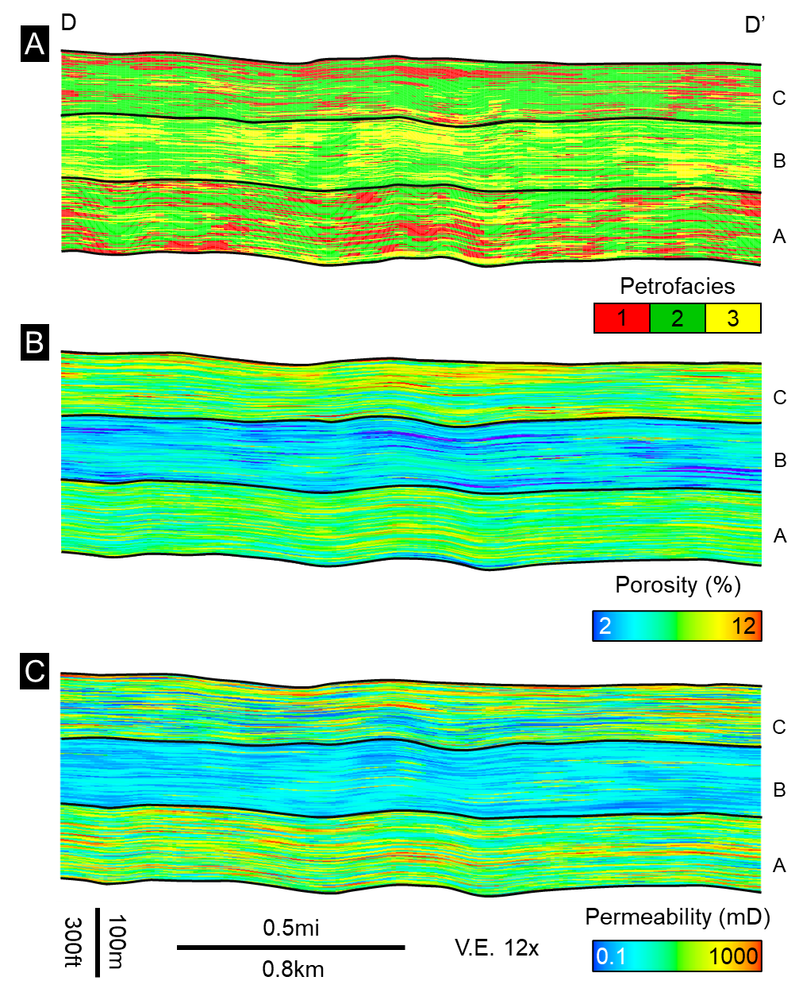 D
D’
A
C
B
A
Petrofacies
1 2 3
B
C
B
A
Porosity (%)
2 12
C
C
B
A
Permeability (mD)
0.1 1000
300ft
100m
0.5mi
0.8km
V.E. 12x